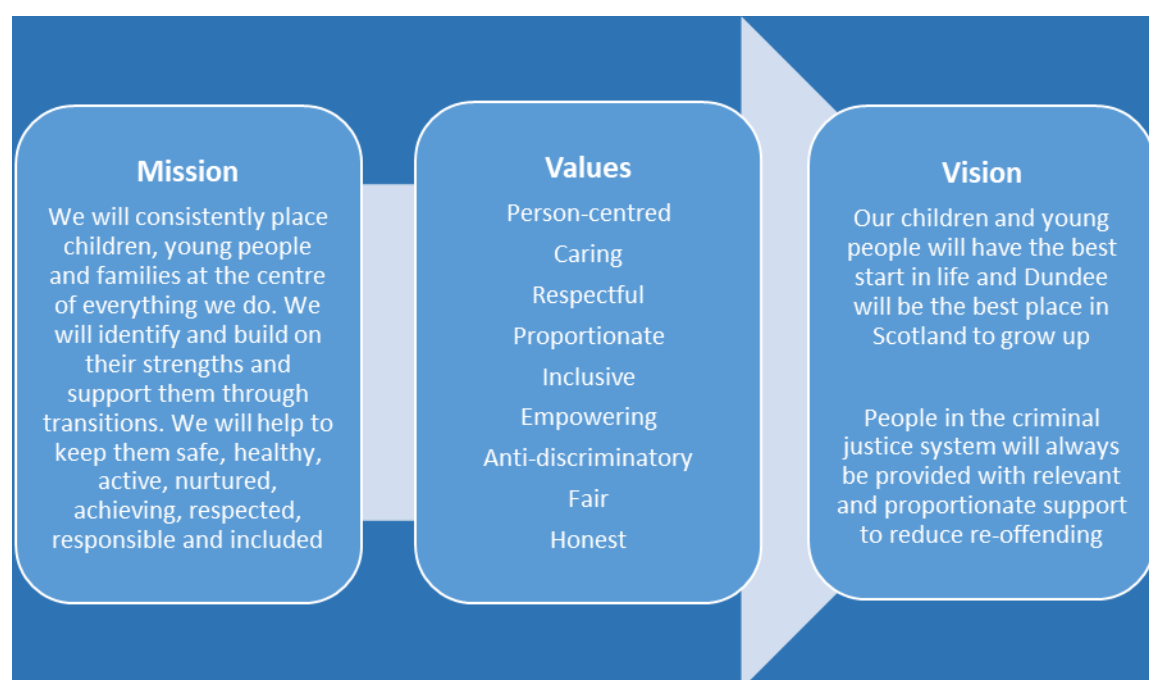 Mission
We will consistently place
children, young people
and families at the centre
of everything we do. We
will identify and build on
their strengths and
support them through
transitions. We will help to
keep them safe, healthy,
active, nurtured,
achieving, respected,
responsible and included
Values
Person-centred
Caring
Respectful
Proportionate
Inclusive
Empowering
Anti-discriminatory
Fair
Honest
Vision
Our children and young
people will have the best
start in life and Dundee
will be the best place in
Scotland to grow up
People in the criminal
justice system will always
be provided with relevant
and proportionate support
to reduce re-offending